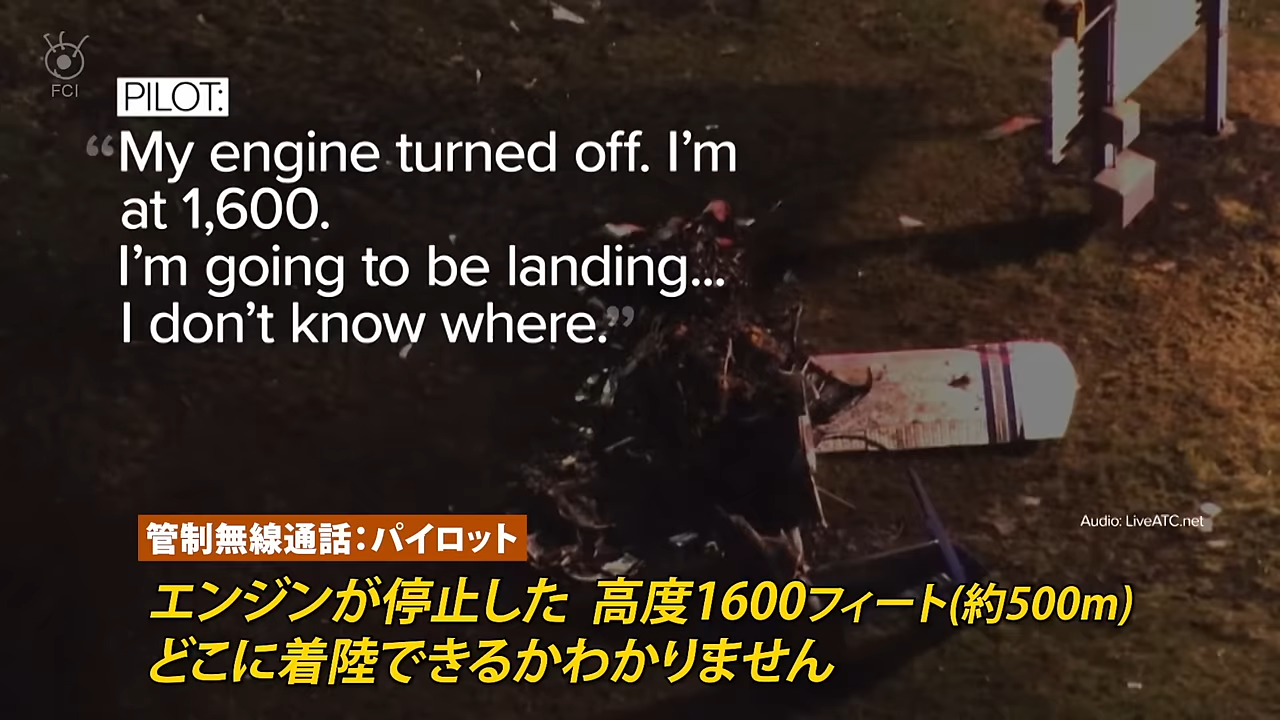 FCI
PILOT:
“My engine turned off. I’m
at 1,600.
I’m going to be landing...
I don’t know where.”
Audio: LiveATC.net
管制無線通話：パイロット
エンジンが停止した 高度1600フィート(約500m)
どこに着陸できるかわかりません